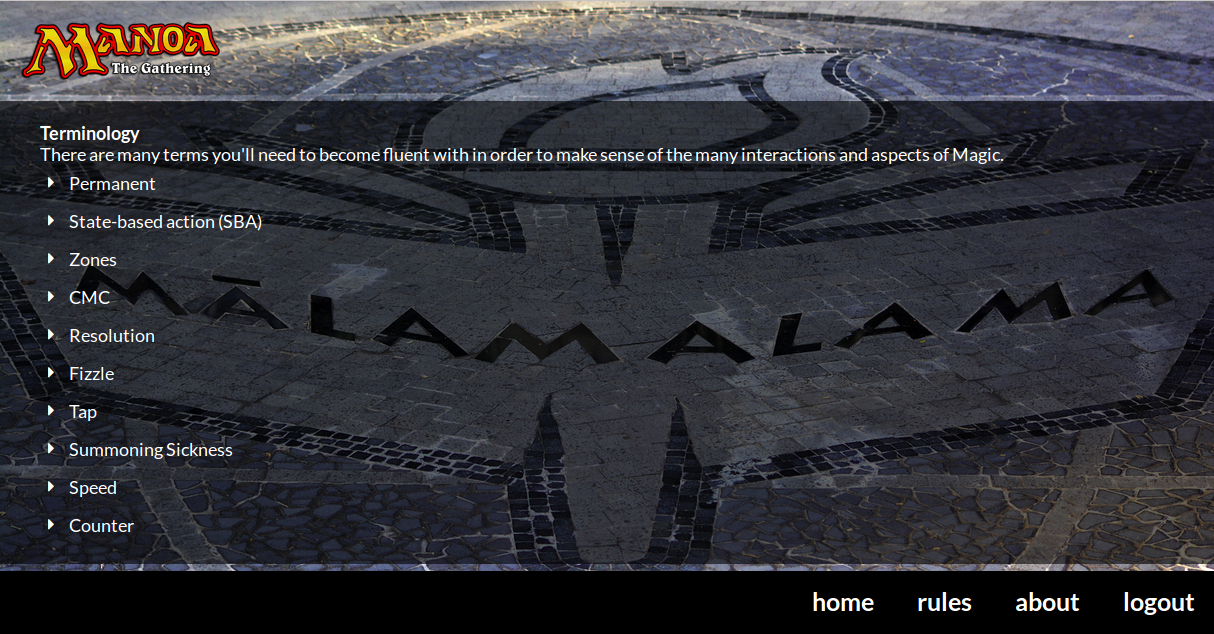 MANOA
The Gathering
Terminology
There are many terms you'll need to become fluent with in order to make sense of the many interactions and aspects of Magic.
Permanent
State-based action (SBA)
Zones
CMC
Resolution
Fizzle
Tap
Summoning Sickness
Speed
Counter
MĀLAMALAMA
home rules about logout